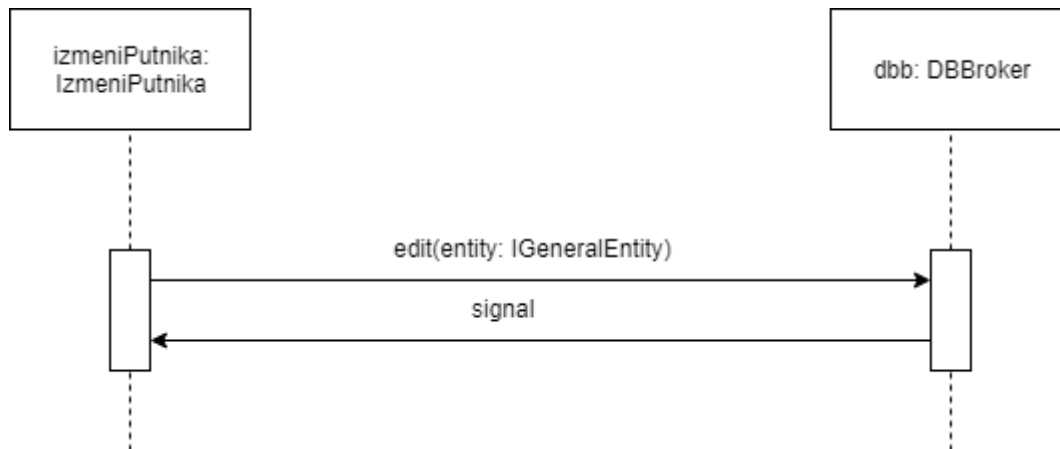 izmeniPutnika:
IzmeniPutnika
dbb: DBBroker
edit(entity: IGeneralEntity)
signal